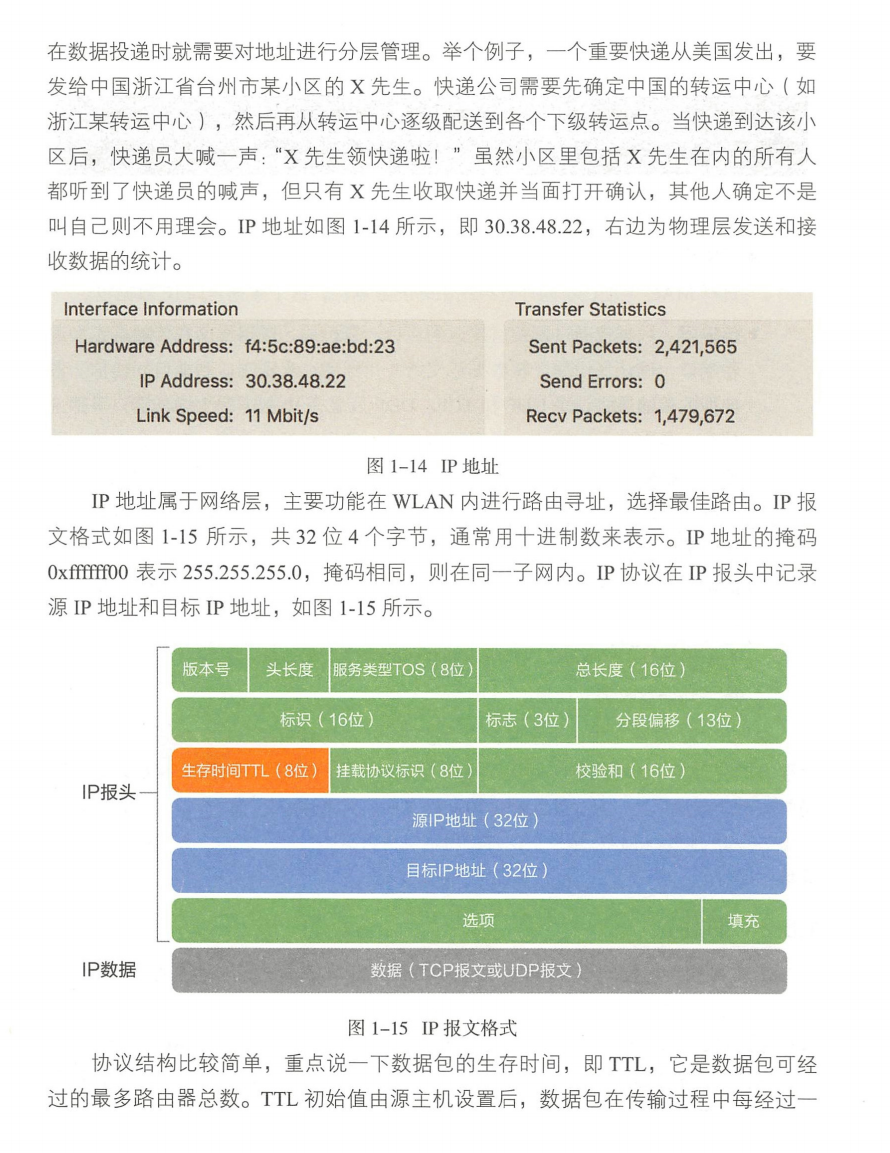 在数据投递时就需要对地址进行分层管理。举个例子，一个重要快递从美国发出，要
发给中国浙江省台州市某小区的 X 先生。快递公司需要先确定中国的转运中心（如
浙江某转运中心），然后再从转运中心逐级配送到各个下级转运点。当快递到达该小
区后，快递员大喊一声：“X 先生领快递啦！” 虽然小区里包括 X 先生在内的所有人
都听到了快递员的喊声，但只有 X 先生收取快递并当面打开确认，其他人确定不是
叫自己则不用理会。IP 地址如图 1-14 所示，即 30.38.48.22，右边为物理层发送和接
收数据的统计。
Interface Information Transfer Statistics
Hardware Address: f4:5c:89:ae:bd:23 Sent Packets: 2,421,565
IP Address: 30.38.48.22 Send Errors: 0
Link Speed: 11 Mbit/s Recv Packets: 1,479,672
图 1-14 IP 地址
IP 地址属于网络层，主要功能在 WLAN 内进行路由寻址，选择最佳路由。IP 报
文格式如图 1-15 所示，共 32 位 4 个字节，通常用十进制数来表示。IP 地址的掩码
0xffffff00 表示 255.255.255.0，掩码相同，则在同一子网内。IP 协议在 IP 报头中记录
源 IP 地址和目标 IP 地址，如图 1-15 所示。
版本号 头长度 服务类型TOS（8位） 总长度（16位）
标识（16位） 标志（3位） 分段偏移（13位）
生存时间TTL（8位） 挂载协议标识（8位） 校验和（16位）
IP报头
源IP地址（32位）
目标IP地址（32位）
选项 填充
IP数据 数据（TCP报文或UDP报文）
图 1-15 IP 报文格式
协议结构比较简单，重点说一下数据包的生存时间，即 TTL，它是数据包可经
过的最多路由器总数。TTL 初始值由源主机设置后，数据包在传输过程中每经过一